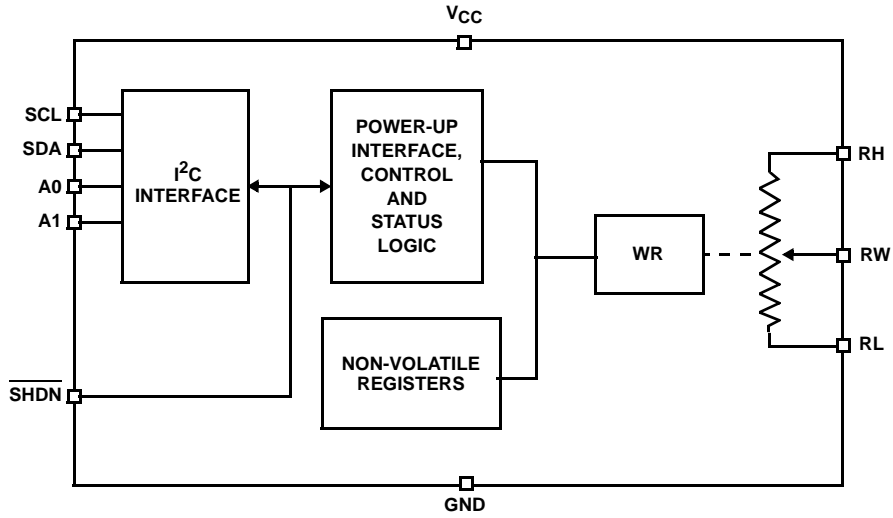 VCC
SCL
SDA
A0
A1
I2C
INTERFACE
POWER-UP
INTERFACE,
CONTROL
AND
STATUS
LOGIC
WR
RH
RW
RL
NON-VOLATILE
REGISTERS
SHDN
GND